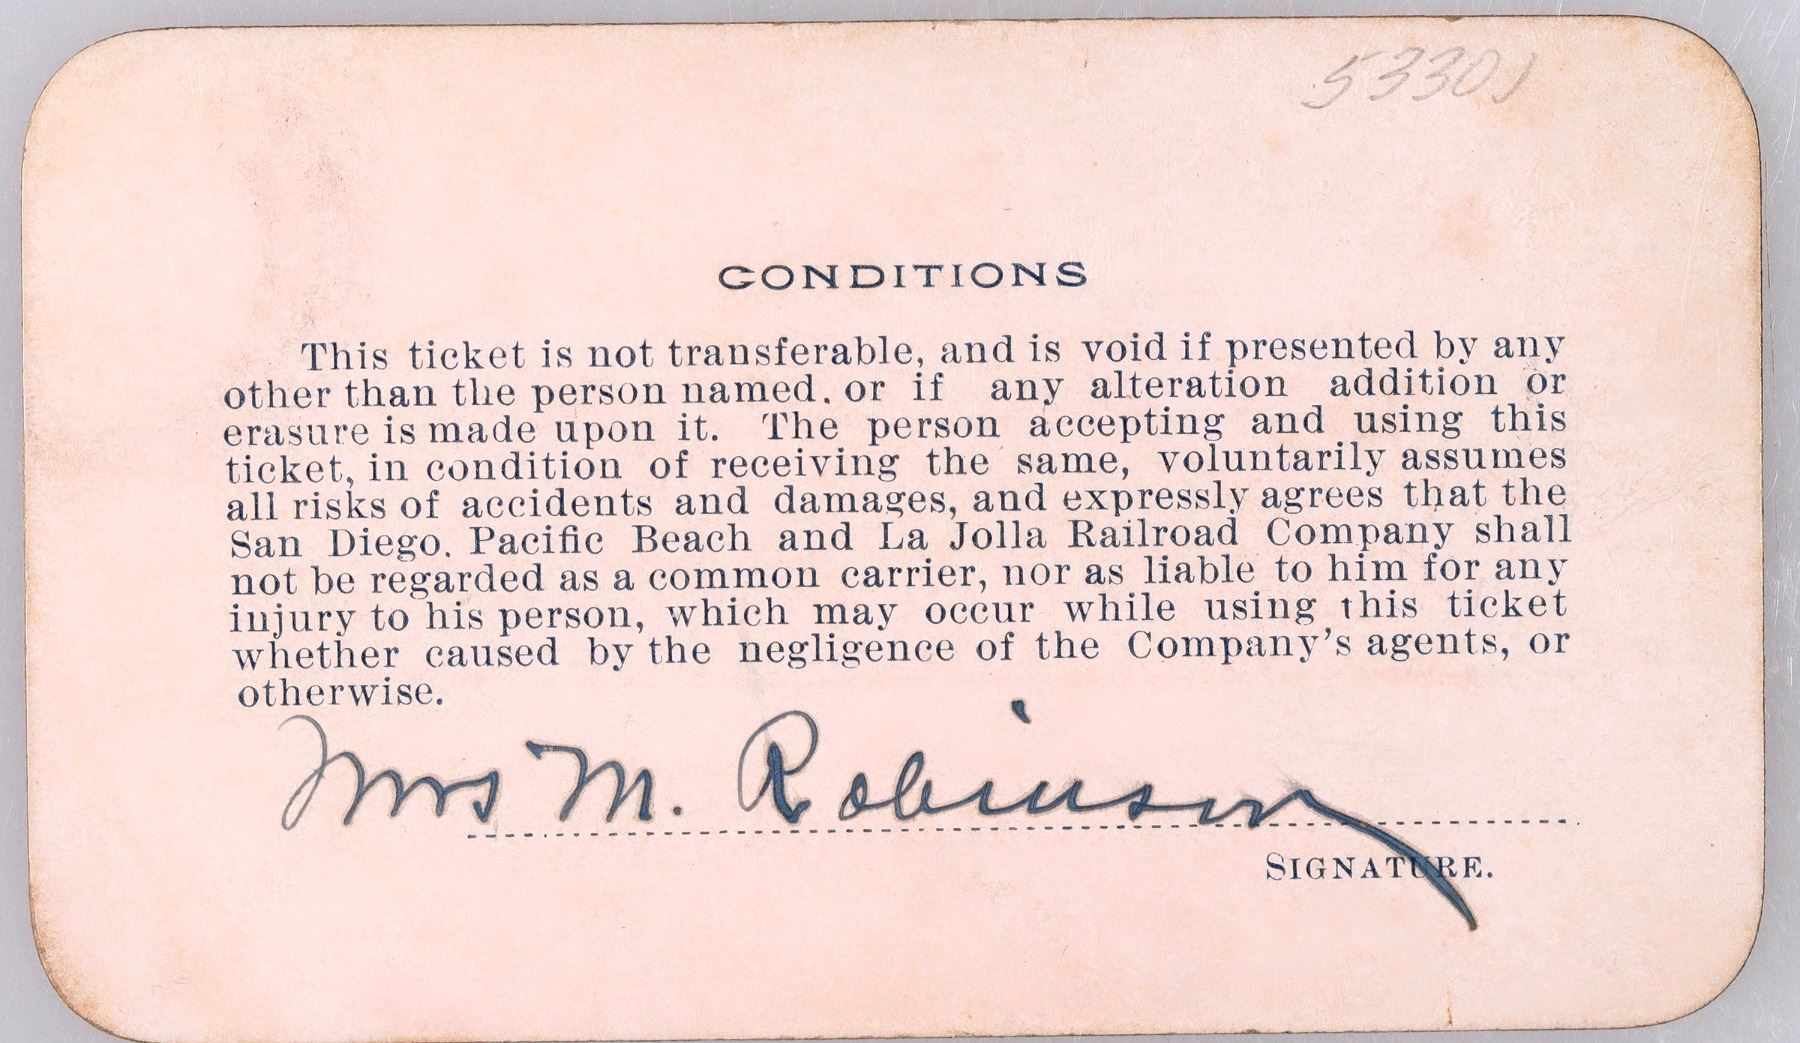 53301
CONDITIONS
This ticket is not transferable, and is void if presented by any
other than the person named. or if any alteration addition or
erasure is made upon it. The person accepting and using this
ticket, in condition of receiving the same, voluntarily assumes
all risks of accidents and damages, and expressly agrees that the
San Diego. Pacific Beach and La Jolla Railroad Company shall
not be regarded as a common carrier, nor as liable to him for any
injury to his person, which may occur while using this ticket
whether caused by the negligence of the Company's agents, or
otherwise.
Mrs M. Robinson
SIGNATURE.